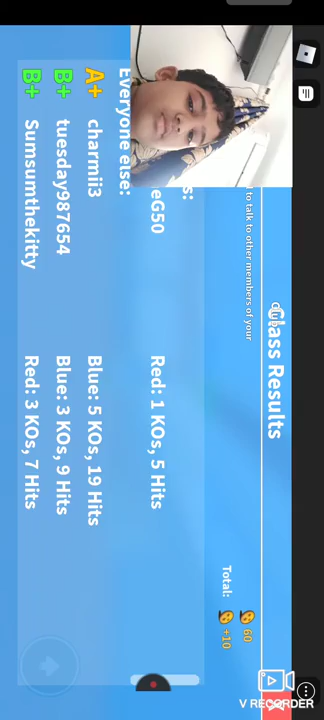 Class Results
Club
l to talk to other members of your
60
Total: +10
s:
eG50 Red: 1 KOs, 5 Hits
Everyone else:
A+ charmii3 Blue: 5 KOs, 19 Hits
B+ tuesday987654 Blue: 3 KOs, 9 Hits
B+ Sumsumthekitty Red: 3 KOs, 7 Hits
V RECORDER